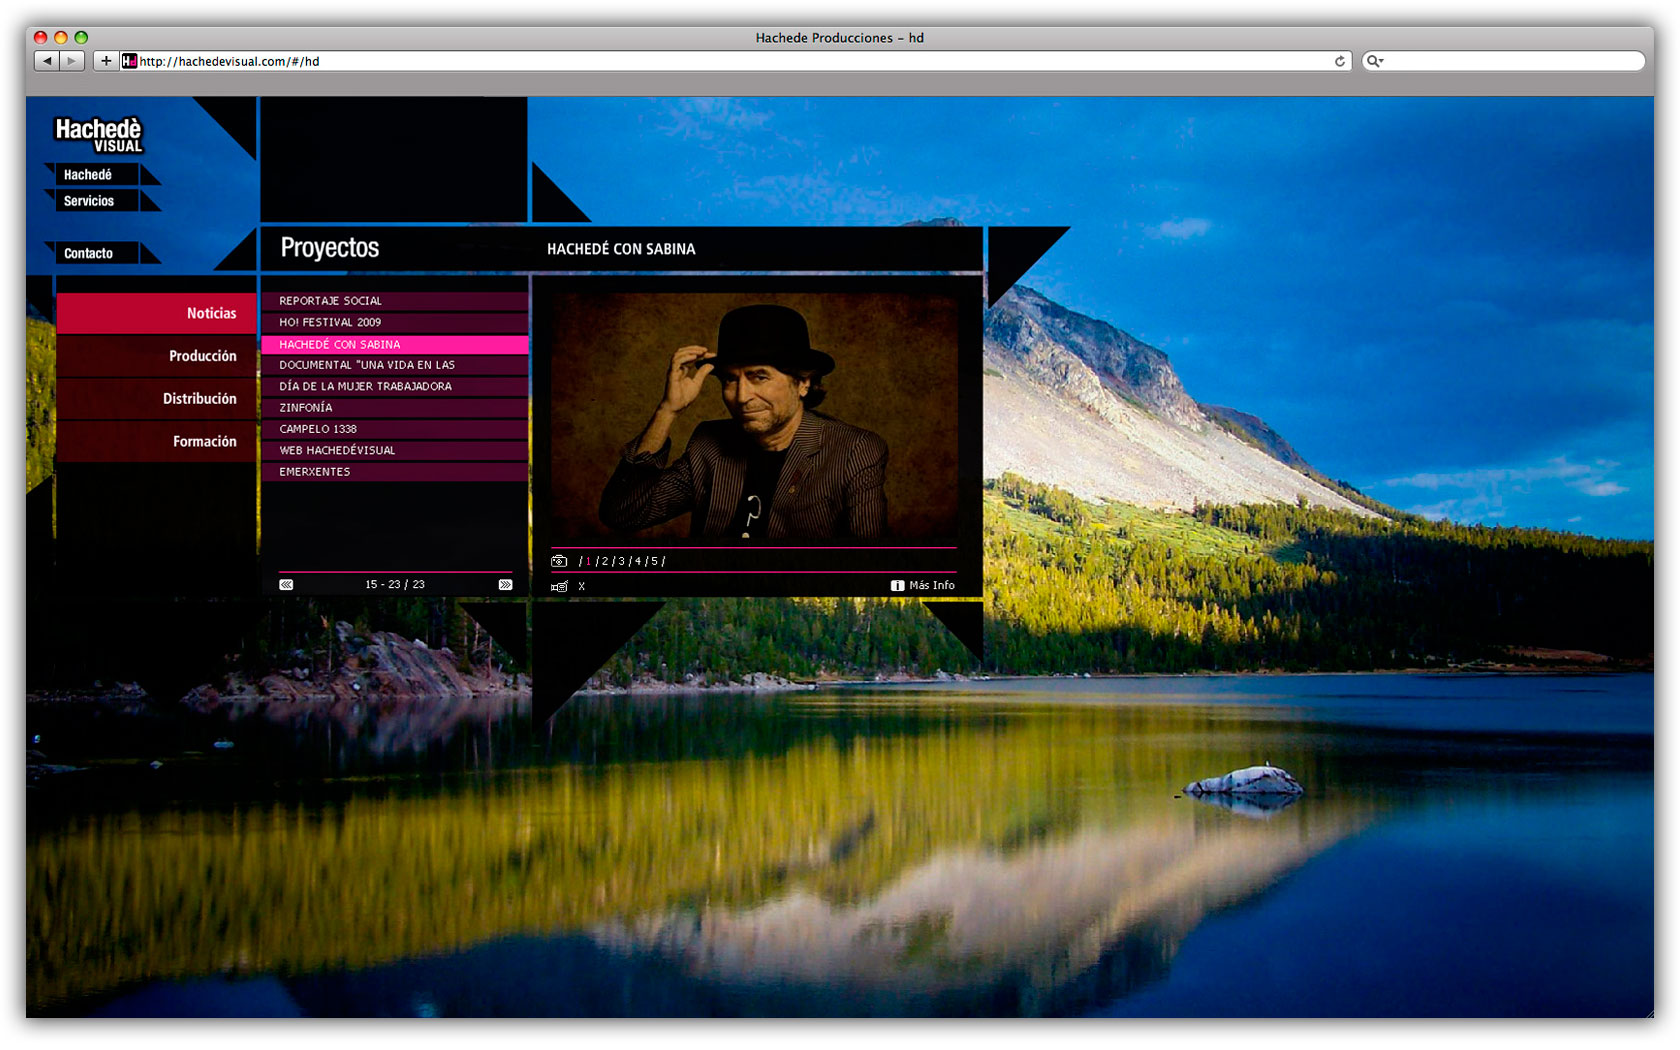 Hachede Producciones – hd
http://hachedevisual.com/#/hd
Hachedè
VISUAL
Hachedé
Servicios
Contacto
Proyectos
HACHEDÉ CON SABINA
Noticias
Producción
Distribución
Formación
REPORTAJE SOCIAL
HO! FESTIVAL 2009
HACHEDÉ CON SABINA
DOCUMENTAL "UNA VIDA EN LAS
DÍA DE LA MUJER TRABAJADORA
ZINFONÍA
CAMPELO 1338
WEB HACHEDÉVISUAL
EMERXENTES
15 - 23 / 23
/ 1 / 2 / 3 / 4 / 5 /
X
i Más Info